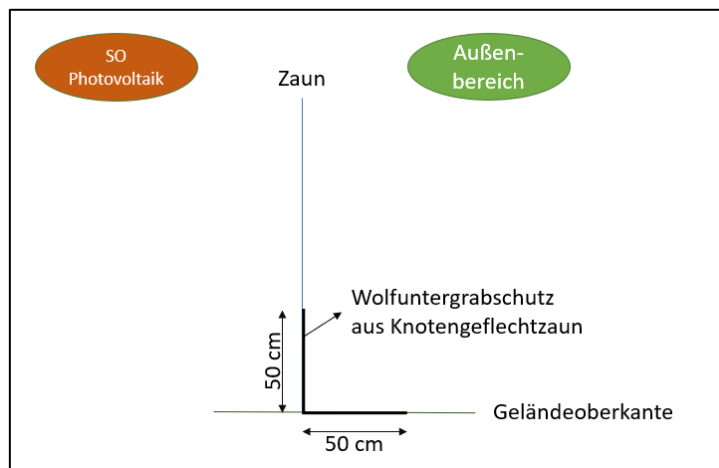 SO
Photovoltaik
Außen-
bereich
Zaun
Wolfuntergrabschutz
aus Knotengeflechtzaun
50 cm
Geländeoberkante
50 cm